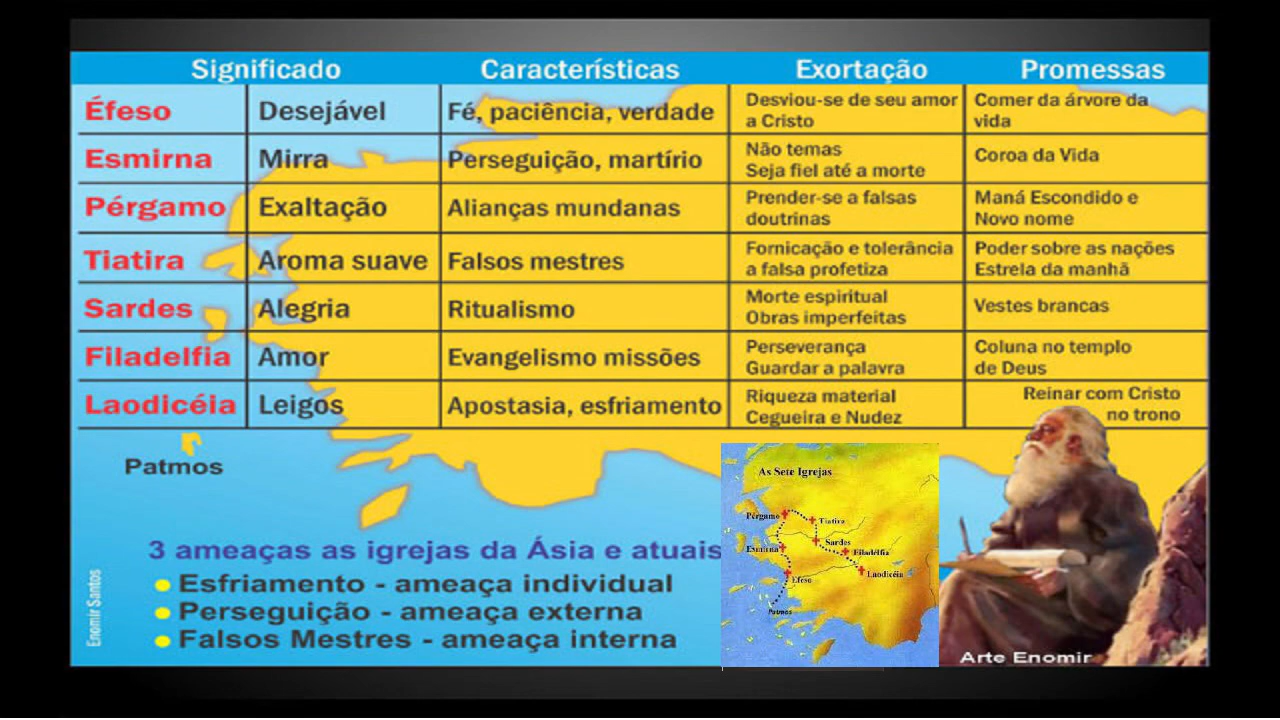 Significado Características Exortação Promessas
Éfeso Desejável Fé, paciência, verdade Desviou-se de seu amor a Cristo Comer da árvore da vida
Esmirna Mirra Perseguição, martírio Não temas Seja fiel até a morte Coroa da Vida
Pérgamo Exaltação Alianças mundanas Prender-se a falsas doutrinas Maná Escondido e Novo nome
Tiatira Aroma suave Falsos mestres Fornicação e tolerância a falsa profetiza Poder sobre as nações Estrela da manhã
Sardes Alegria Ritualismo Morte espiritual Obras imperfeitas Vestes brancas
Filadelfia Amor Evangelismo missões Perseverança Guardar a palavra Coluna no templo de Deus
Laodicéia Leigos Apostasia, esfriamento Riqueza material Cegueira e Nudez Reinar com Cristo no trono
Patmos
As Sete Igrejas
Pérgamo
Tiatira
Sardes
Esmirna
Filadélfia
Laodicéia
Éfeso
Patmos
3 ameaças as igrejas da Ásia e atuais
Esfriamento - ameaça individual
Perseguição - ameaça externa
Falsos Mestres - ameaça interna
Enomir Santos
Arte Enomir